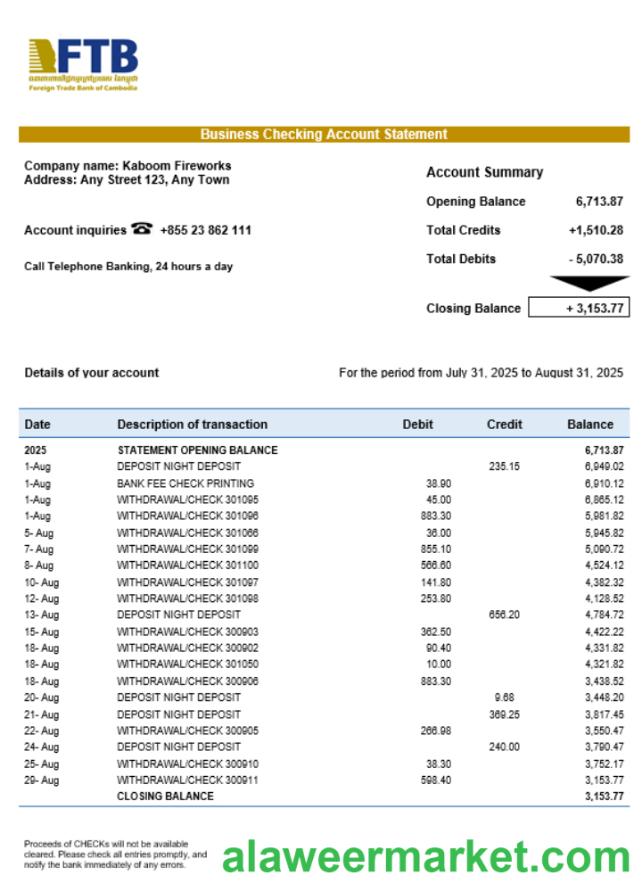 FTB
Foreign Trade Bank of Cambodia
Business Checking Account Statement
Company name: Kaboom Fireworks
Address: Any Street 123, Any Town
Account inquiries ☎ +855 23 862 111
Call Telephone Banking, 24 hours a day
Account Summary
Opening Balance 6,713.87
Total Credits +1,510.28
Total Debits - 5,070.38
Closing Balance + 3,153.77
Details of your account For the period from July 31, 2025 to August 31, 2025
Date Description of transaction Debit Credit Balance
2025 STATEMENT OPENING BALANCE 6,713.87
1-Aug DEPOSIT NIGHT DEPOSIT 235.15 6,949.02
1-Aug BANK FEE CHECK PRINTING 38.90 6,910.12
1-Aug WITHDRAWAL/CHECK 301095 45.00 6,865.12
1-Aug WITHDRAWAL/CHECK 301096 883.30 5,981.82
5- Aug WITHDRAWAL/CHECK 301066 36.00 5,945.82
7- Aug WITHDRAWAL/CHECK 301099 855.10 5,090.72
8- Aug WITHDRAWAL/CHECK 301100 566.60 4,524.12
10- Aug WITHDRAWAL/CHECK 301097 141.80 4,382.32
12- Aug WITHDRAWAL/CHECK 301098 253.80 4,128.52
13- Aug DEPOSIT NIGHT DEPOSIT 656.20 4,784.72
15- Aug WITHDRAWAL/CHECK 300903 362.50 4,422.22
18- Aug WITHDRAWAL/CHECK 300902 90.40 4,331.82
18- Aug WITHDRAWAL/CHECK 301050 10.00 4,321.82
18- Aug WITHDRAWAL/CHECK 300906 883.30 3,438.52
20- Aug DEPOSIT NIGHT DEPOSIT 9.68 3,448.20
21- Aug DEPOSIT NIGHT DEPOSIT 369.25 3,817.45
22- Aug WITHDRAWAL/CHECK 300905 266.98 3,550.47
24- Aug DEPOSIT NIGHT DEPOSIT 240.00 3,790.47
25- Aug WITHDRAWAL/CHECK 300910 38.30 3,752.17
29- Aug WITHDRAWAL/CHECK 300911 598.40 3,153.77
CLOSING BALANCE 3,153.77
Proceeds of CHECKs will not be available
cleared. Please check all entries promptly, and
notify the bank immediately of any errors.
alaweermarket.com